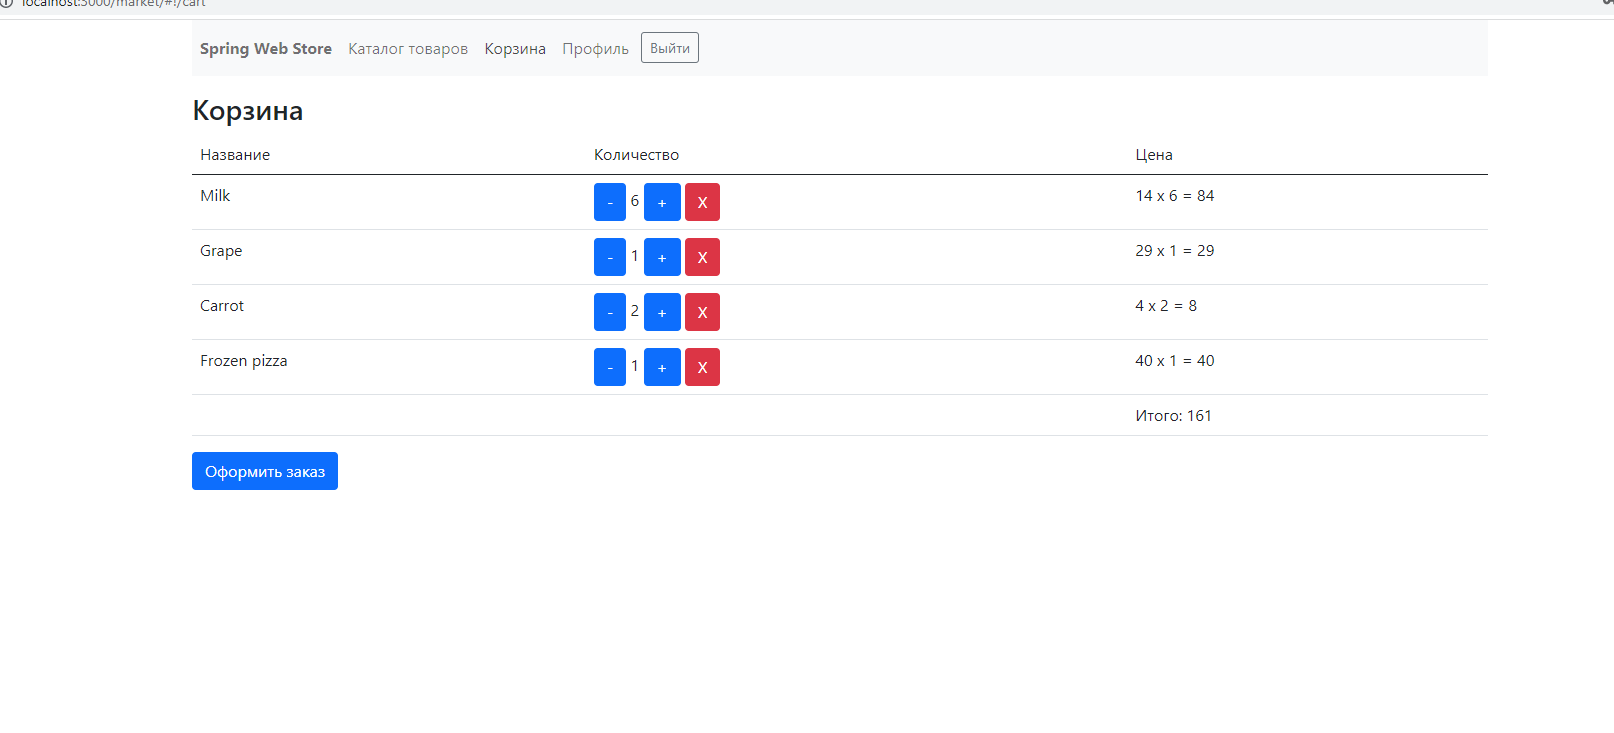 localhost:3000/market/#!/cart
Spring Web Store Каталог товаров Корзина Профиль Выйти
Корзина
Название Количество Цена
Milk - 6 + X 14 x 6 = 84
Grape - 1 + X 29 x 1 = 29
Carrot - 2 + X 4 x 2 = 8
Frozen pizza - 1 + X 40 x 1 = 40
Итого: 161
Оформить заказ